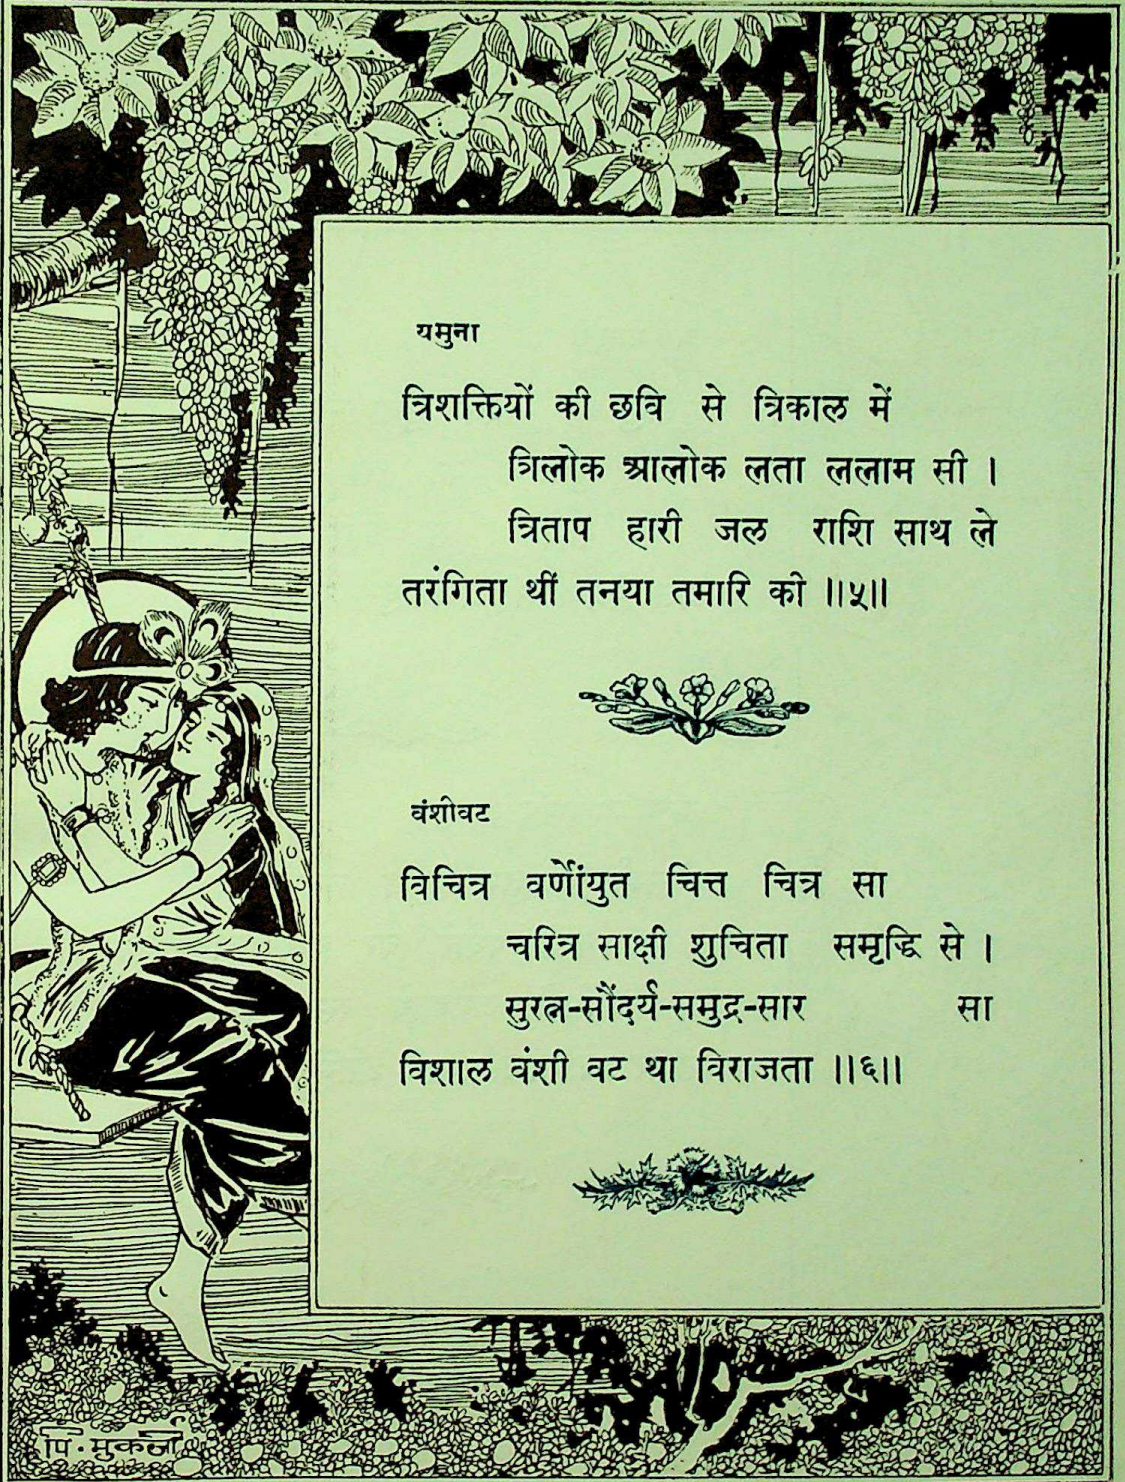 यमुना
त्रिशक्तियों की छवि से त्रिकाल में
त्रिलोक आलोक लता ललाम सी ।
त्रिताप हारी जल राशि साथ ले
तरंगिता थीं तनया तमारि की ॥५॥
वंशीवट
विचित्र वर्णोंयुत चित्त चित्र सा
चरित्र साक्षी शुचिता समृद्धि से ।
सुरत्न-सौंदर्य-समुद्र-सार सा
विशाल वंशी वट था विराजता ॥६॥
पि. मुकर्जी